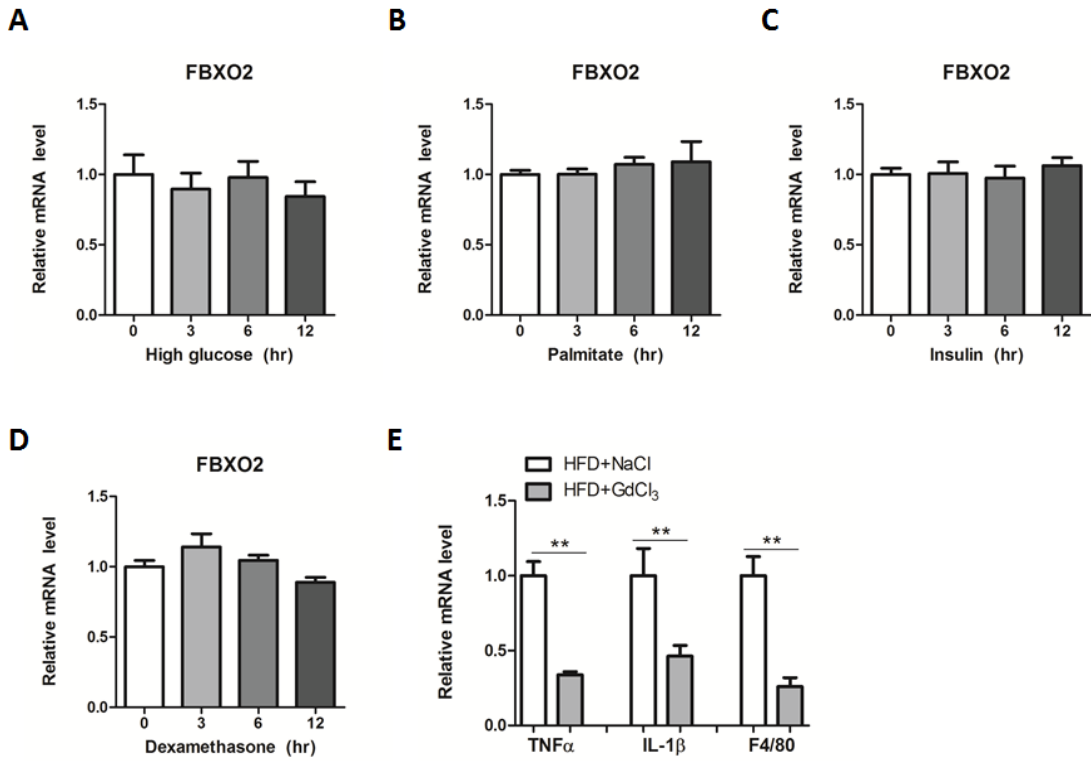 A
FBXO2
Relative mRNA level
1.5
1.0
0.5
0.0
0 3 6 12
High glucose (hr)
B
FBXO2
Relative mRNA level
1.5
1.0
0.5
0.0
0 3 6 12
Palmitate (hr)
C
FBXO2
Relative mRNA level
1.5
1.0
0.5
0.0
0 3 6 12
Insulin (hr)
D
FBXO2
Relative mRNA level
1.5
1.0
0.5
0.0
0 3 6 12
Dexamethasone (hr)
E
HFD+NaCl
HFD+GdCl₃
Relative mRNA level
1.5
1.0
0.5
0.0
** ** **
TNFα IL-1β F4/80